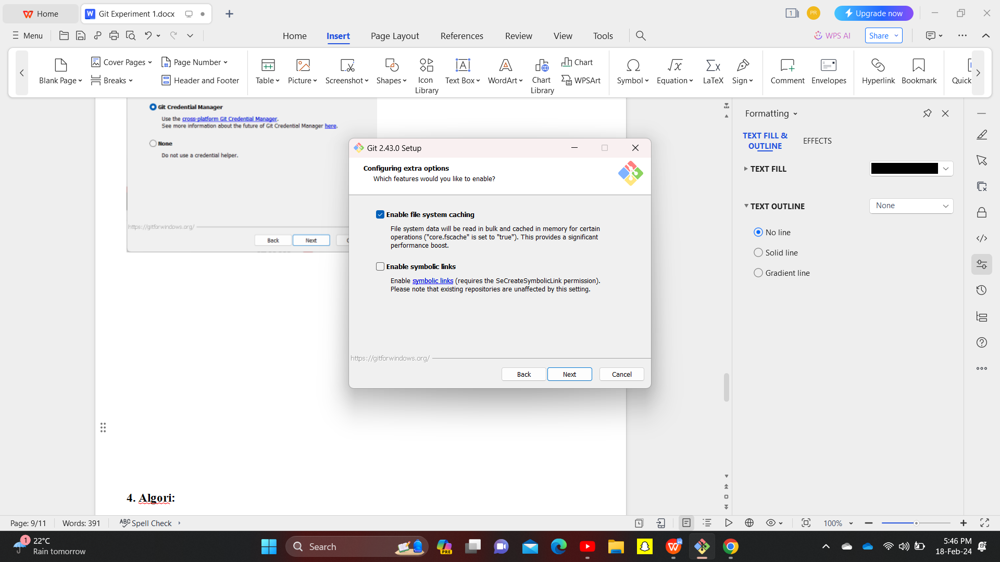 Home
Git Experiment 1.docx
1
PR
Upgrade now
Menu
Home
Insert
Page Layout
References
Review
View
Tools
WPS AI
Share
Blank Page
Cover Pages
Breaks
Page Number
Header and Footer
Table
Picture
Screenshot
Shapes
Icon
Library
Text Box
WordArt
Chart
Library
Chart
WPSArt
Symbol
Equation
LaTeX
Sign
Comment
Envelopes
Hyperlink
Bookmark
Quick
Git Credential Manager
Use the cross-platform Git Credential Manager.
See more information about the future of Git Credential Manager here.
None
Do not use a credential helper.
https://gitforwindows.org/
Back
Next
Git 2.43.0 Setup
Configuring extra options
Which features would you like to enable?
Enable file system caching
File system data will be read in bulk and cached in memory for certain
operations ("core.fscache" is set to "true"). This provides a significant
performance boost.
Enable symbolic links
Enable symbolic links (requires the SeCreateSymbolicLink permission).
Please note that existing repositories are unaffected by this setting.
https://gitforwindows.org/
Back
Next
Cancel
Formatting
TEXT FILL &
OUTLINE
EFFECTS
TEXT FILL
TEXT OUTLINE
None
No line
Solid line
Gradient line
4. Algori:
Page: 9/11
Words: 391
ABC Spell Check
100%
1
22°C
Rain tomorrow
Search
PRE
5:46 PM
18-Feb-24